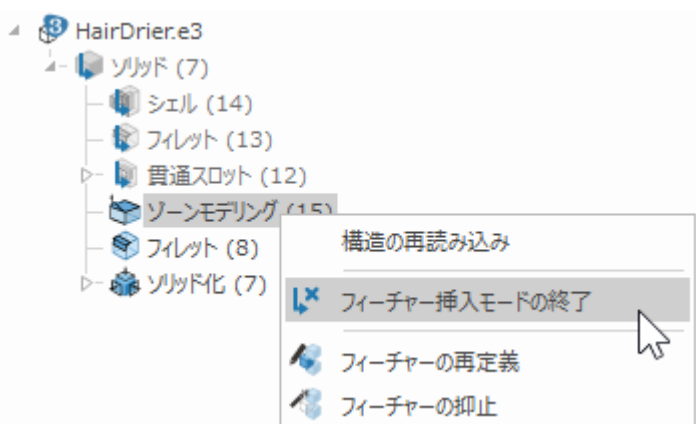 HairDrier.e3
ソリッド (7)
シェル (14)
フィレット (13)
貫通スロット (12)
ゾーンモデリング (15)
フィレット (8)
ソリッド化 (7)
構造の再読み込み
フィーチャー挿入モードの終了
フィーチャーの再定義
フィーチャーの抑止